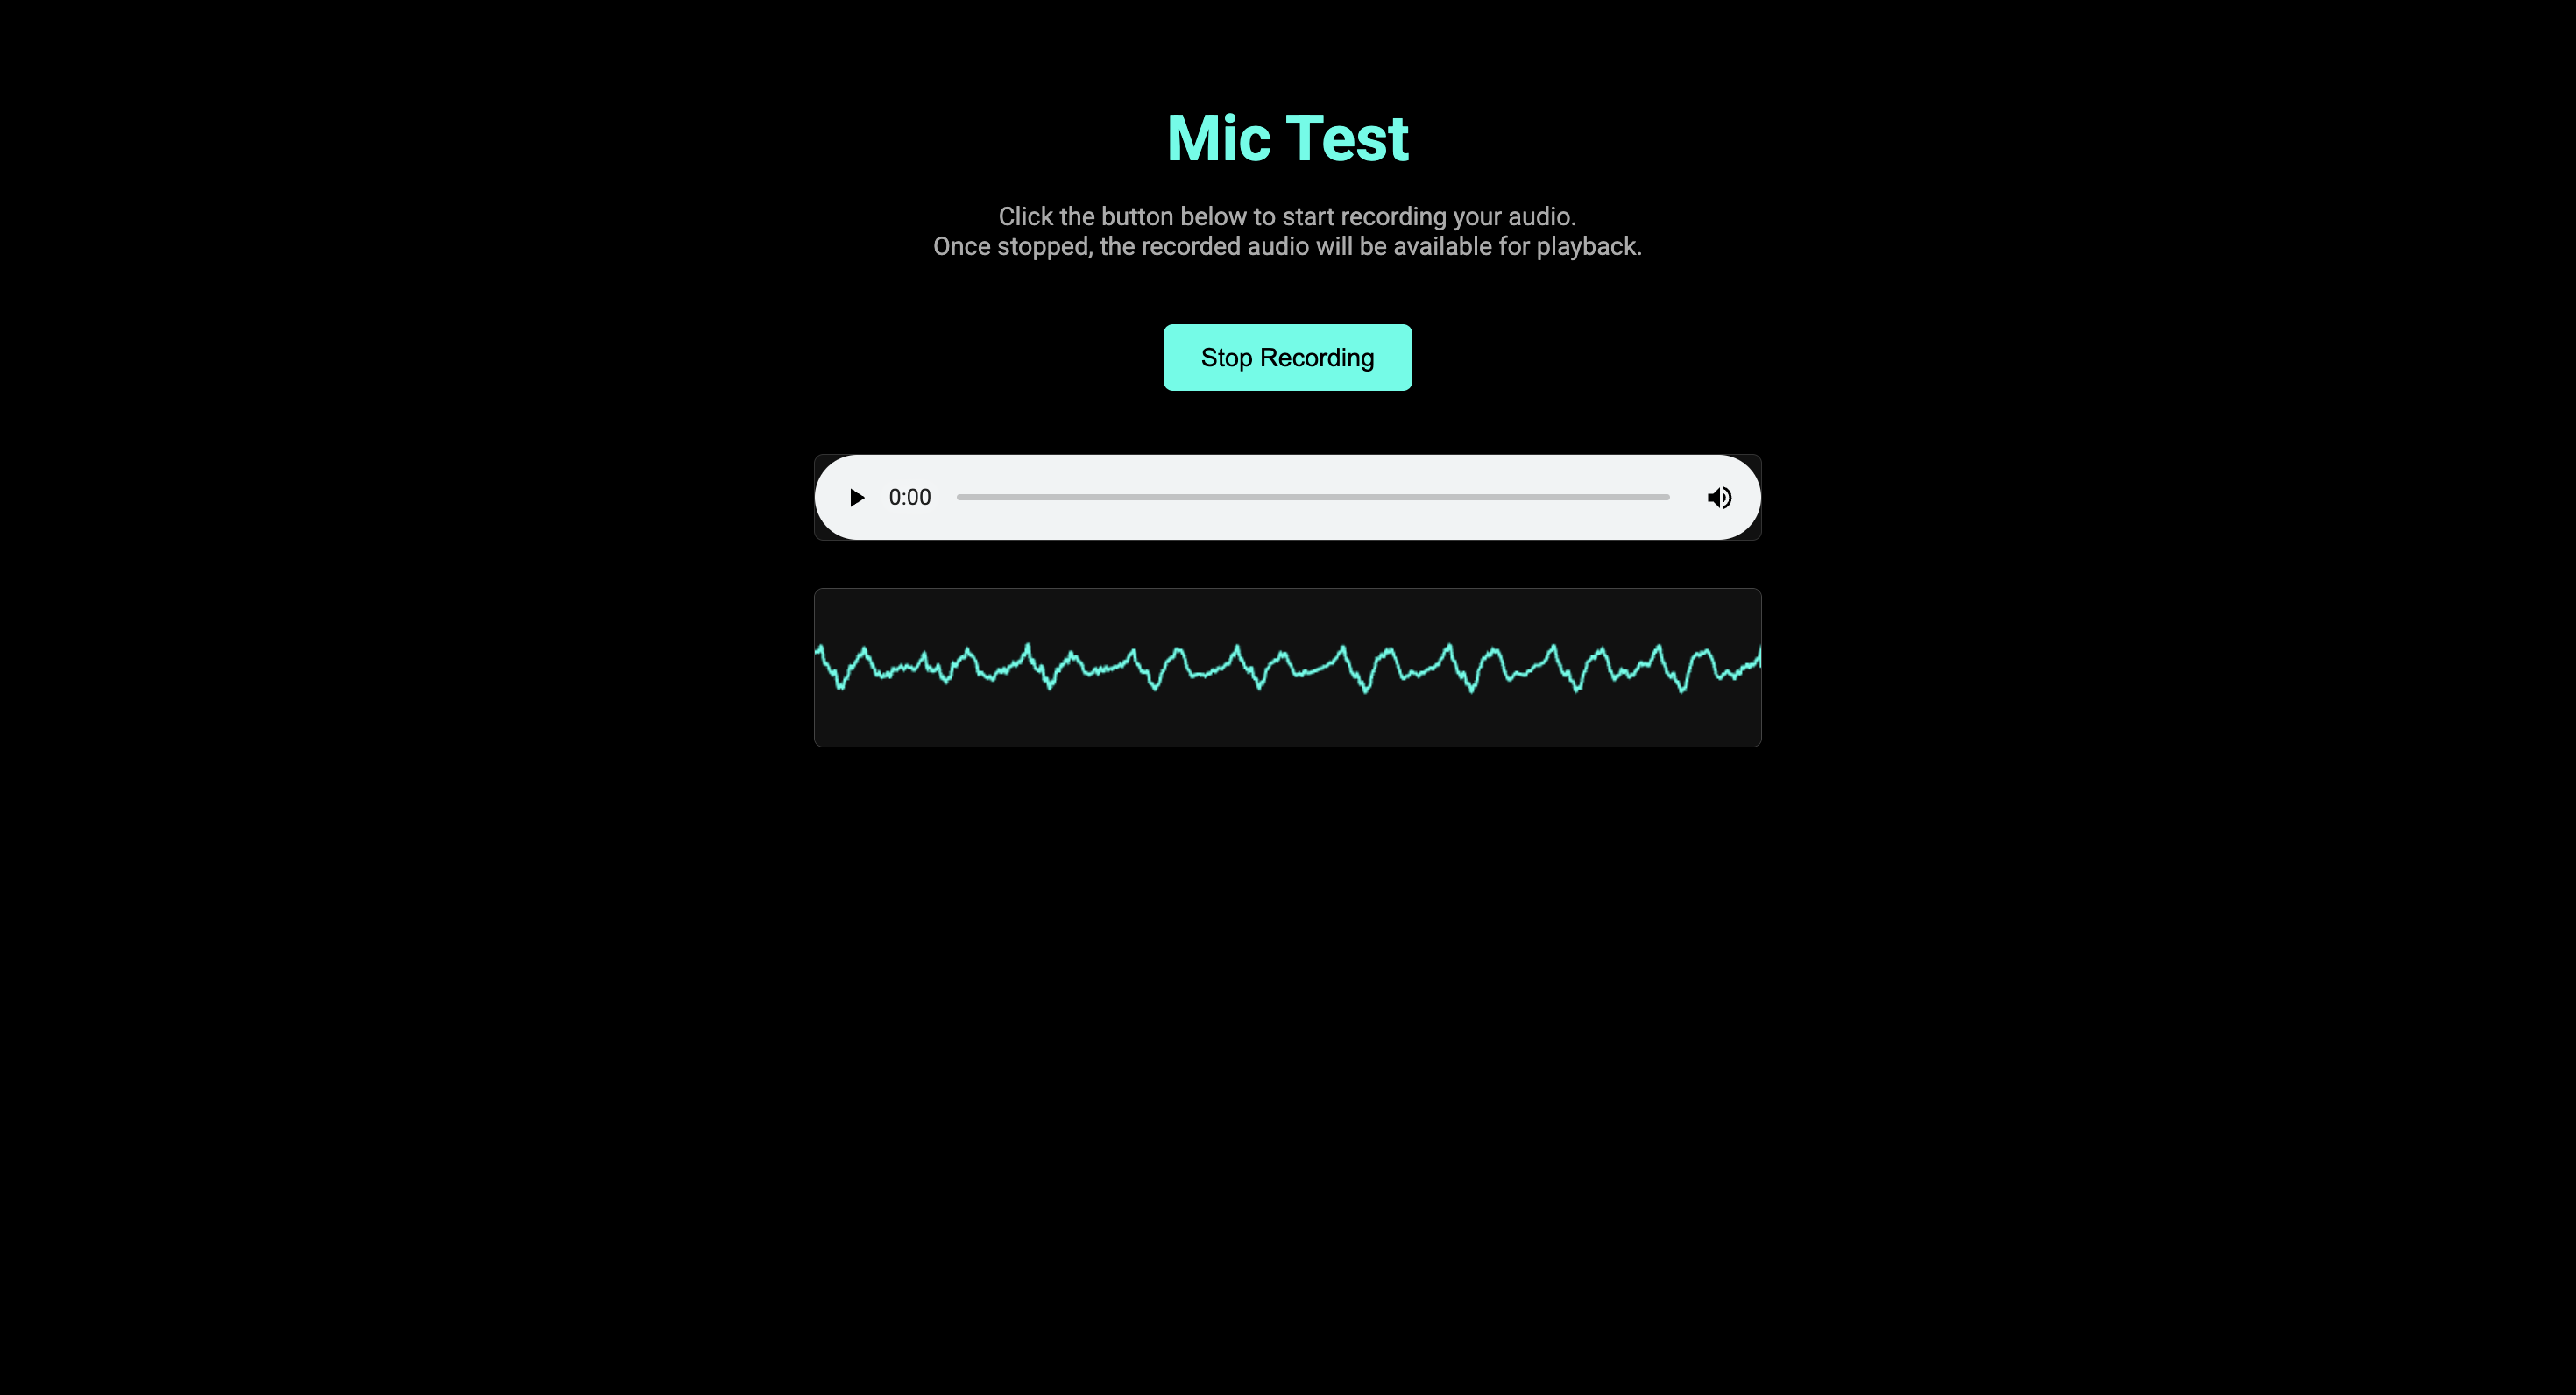 Mic Test
Click the button below to start recording your audio.
Once stopped, the recorded audio will be available for playback.
Stop Recording
0:00